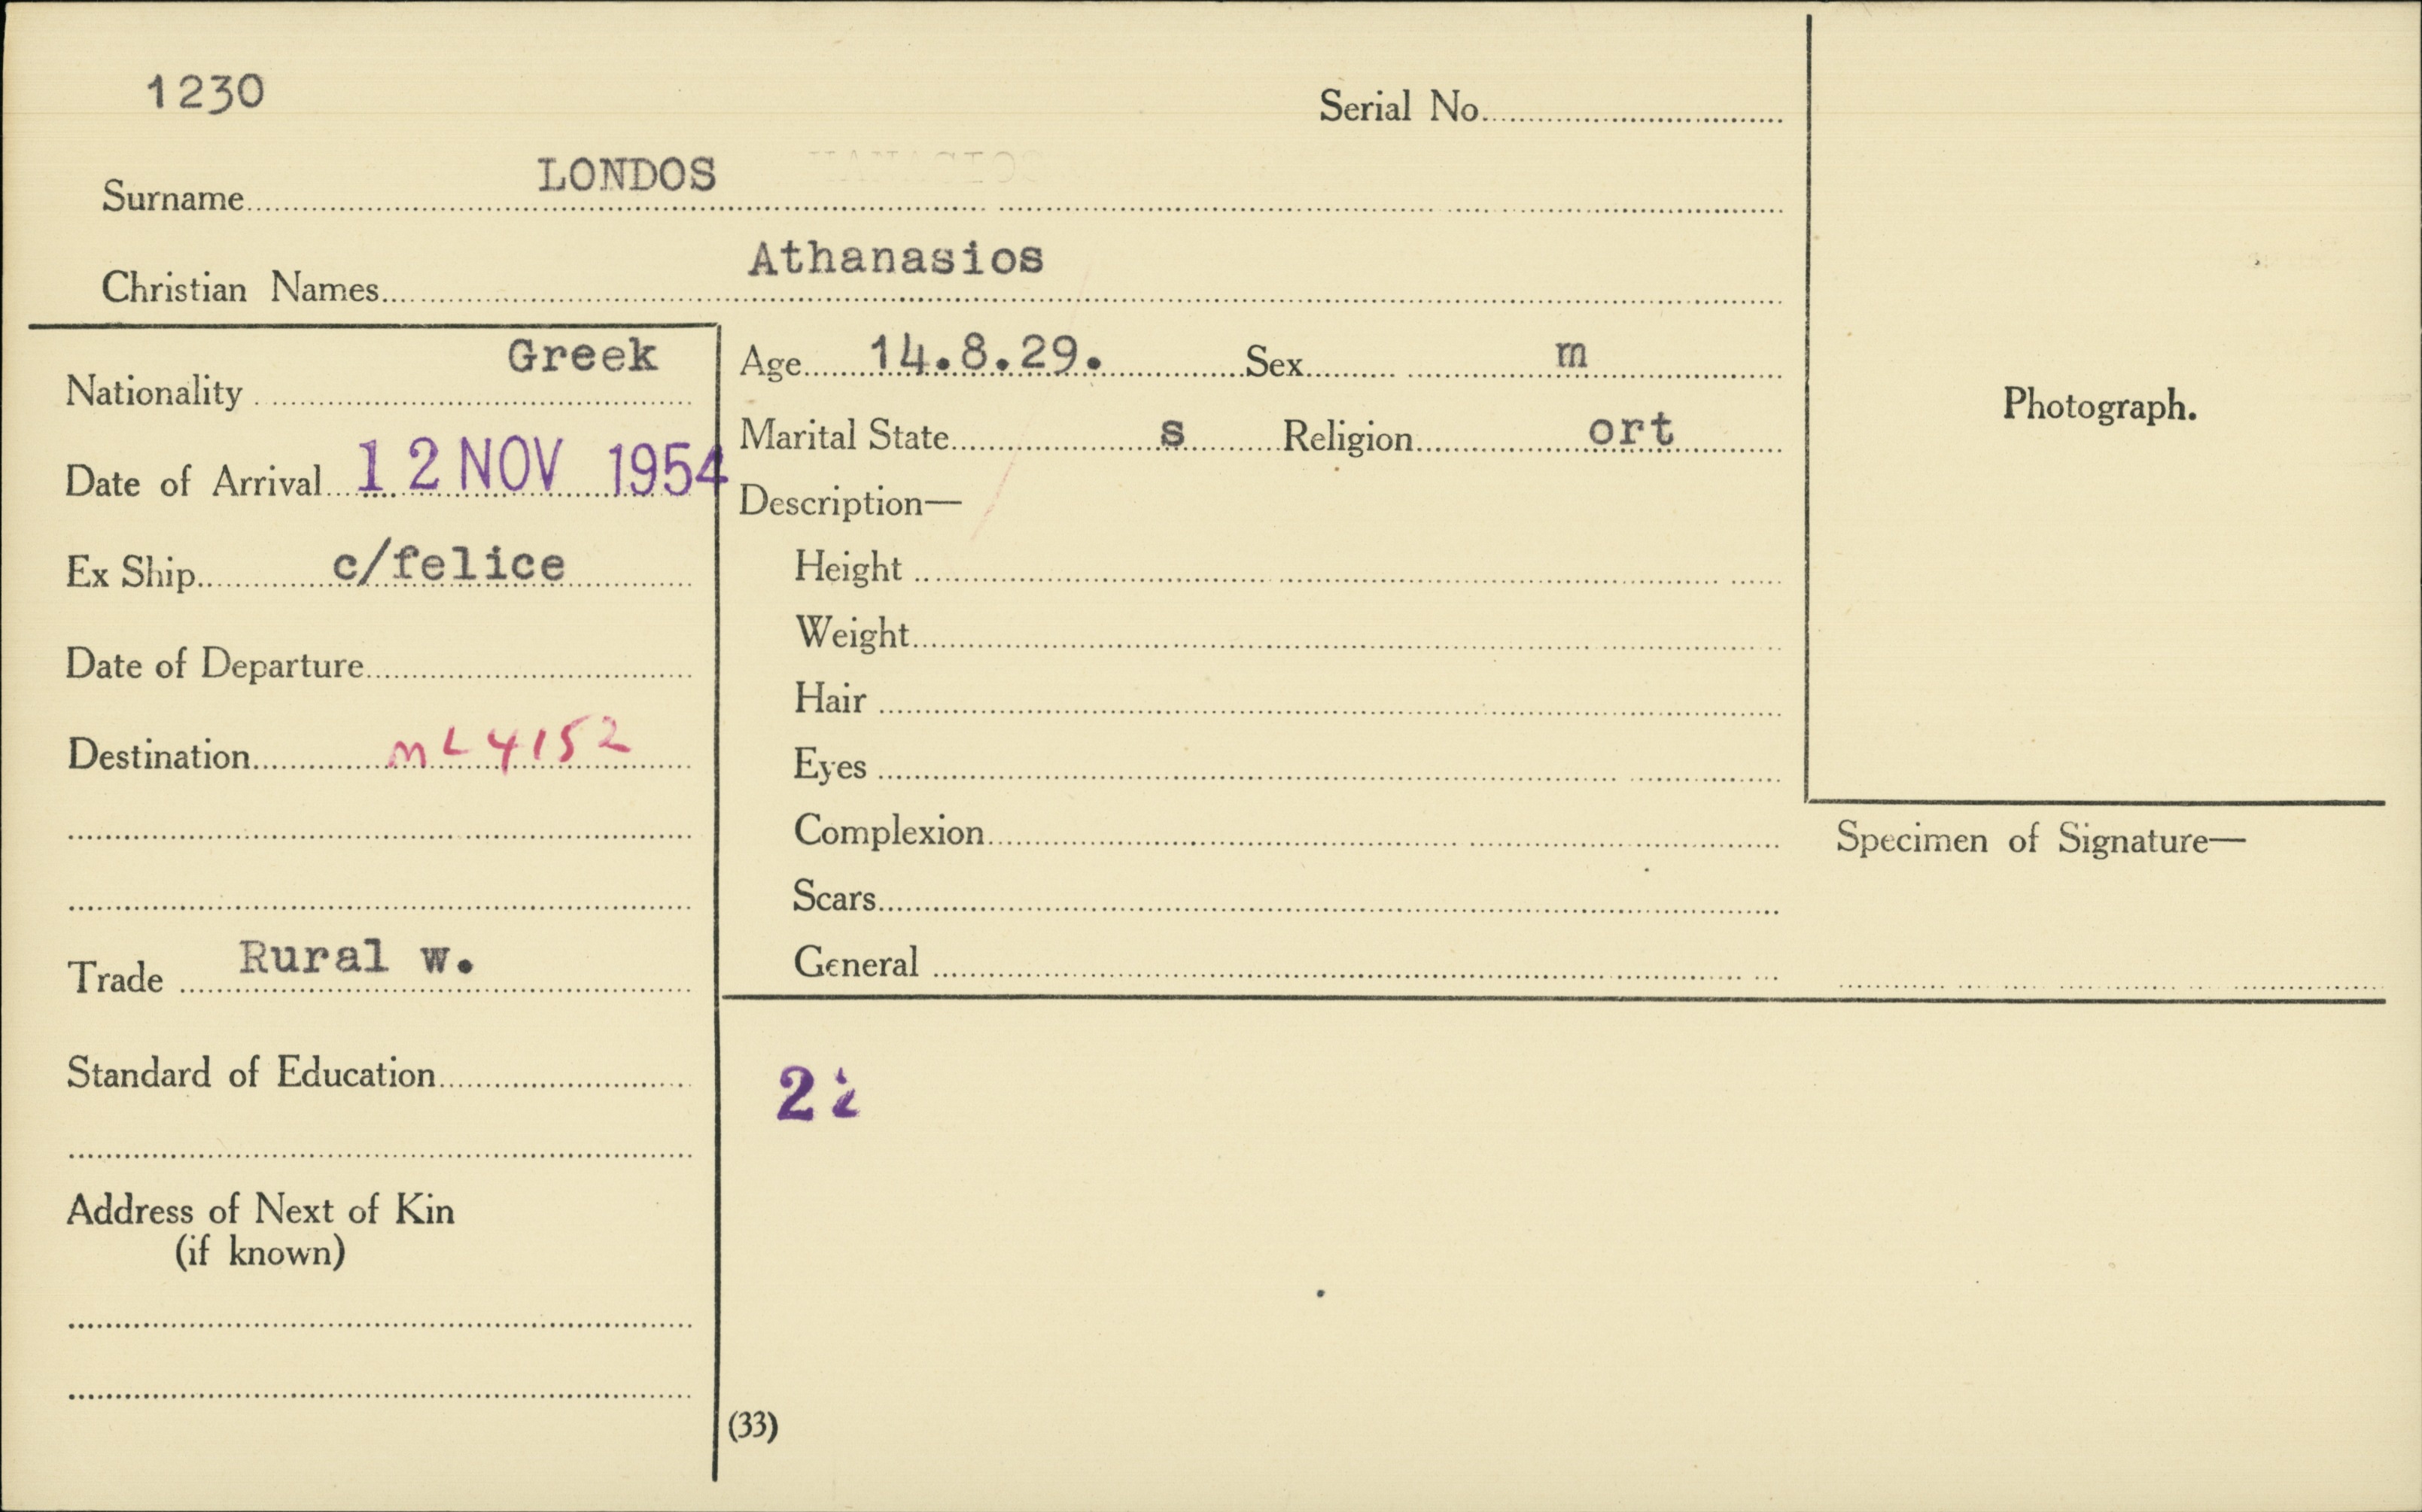 1230
Serial No.
Surname LONDOS
Christian Names Athanasios
Nationality Greek
Date of Arrival 12 NOV 1954
Ex Ship c/felice
Date of Departure
Destination ML4152
Trade Rural w.
Standard of Education
Address of Next of Kin
(if known)
Age 14.8.29. Sex m
Marital State s Religion ort
Description—
Height
Weight
Hair
Eyes
Complexion
Scars
General
Photograph.
Specimen of Signature—
(33)